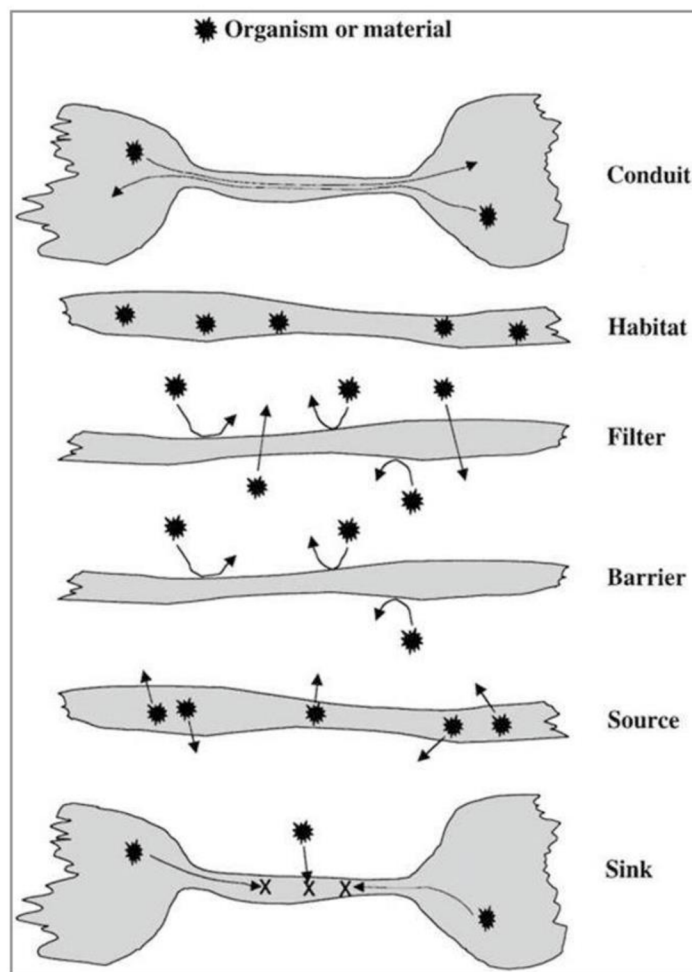 Organism or material
Conduit
Habitat
Filter
Barrier
Source
X X X
Sink